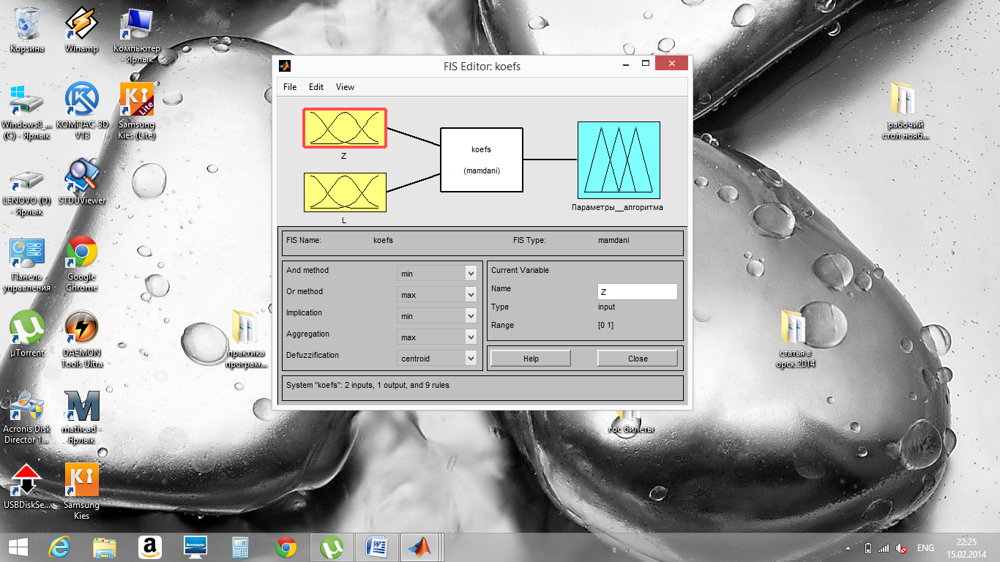 Корзина
Winamp
Компьютер
- Ярлык
Windows8_...
(C) - Ярлык
КОМПАС-3D
V13
Ki
Lite
Samsung
Kies (Lite)
LENOVO (D)
- Ярлык
STDUViewer
Панель
управления
Google
Chrome
µTorrent
DAEMON
Tools Ultra
Acronis Disk
Director 1...
mathcad -
Ярлык
USBDiskSe...
Ki
Samsung
Kies
практика
програм...
рабочий
стол нояб...
статья в
орск 2014
гос билеты
FIS Editor: koefs
File Edit View
Z
L
koefs
(mamdani)
Параметры__алгоритма
FIS Name: koefs FIS Type: mamdani
And method min
Or method max
Implication min
Aggregation max
Defuzzification centroid
Current Variable
Name Z
Type input
Range [0 1]
Help Close
System "koefs": 2 inputs, 1 output, and 9 rules
lenovo
ENG
22:25
15.02.2014